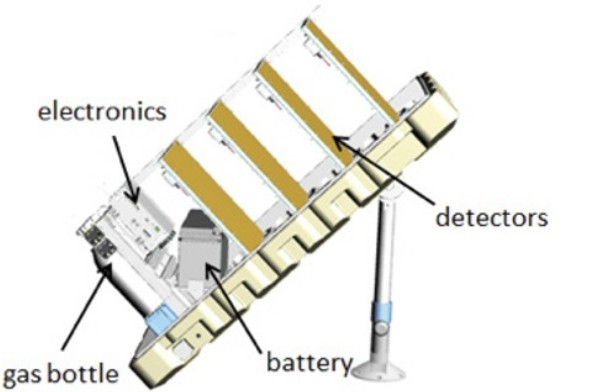 electronics
detectors
battery
gas bottle